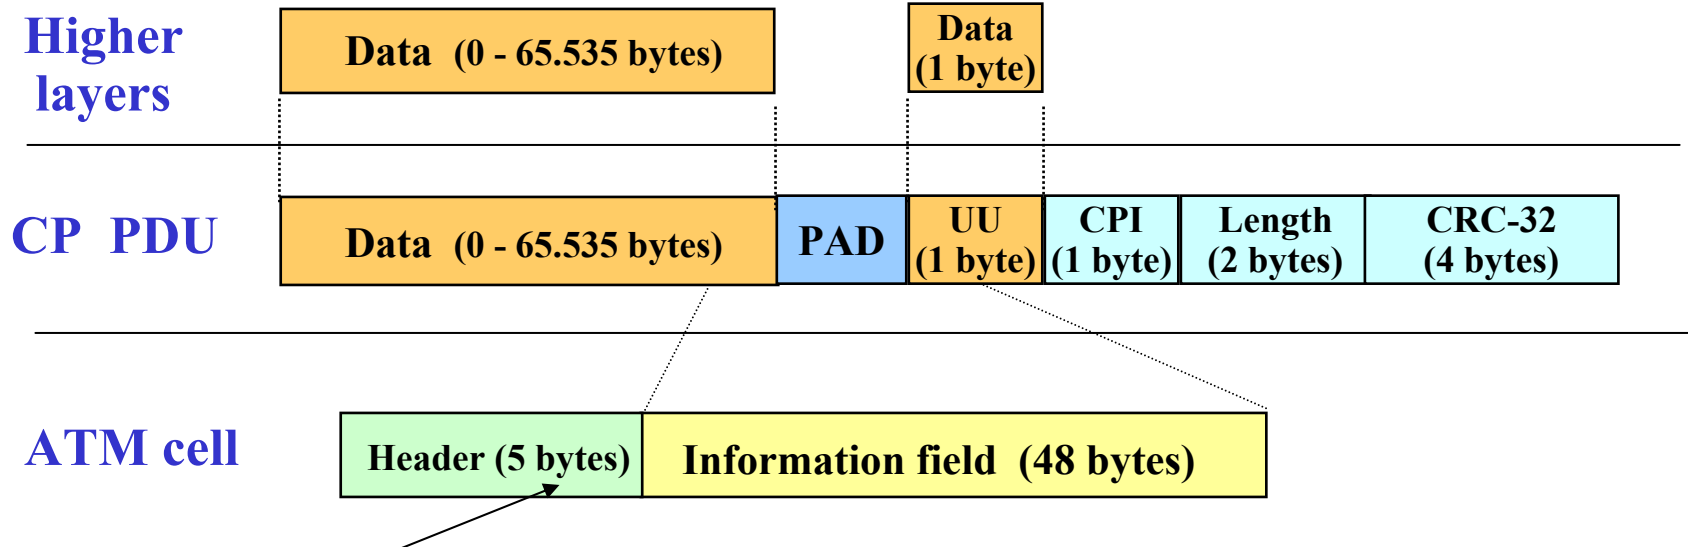 Higher
layers
Data (0 - 65.535 bytes)
Data
(1 byte)
CP PDU
Data (0 - 65.535 bytes)
PAD
UU
(1 byte)
CPI
(1 byte)
Length
(2 bytes)
CRC-32
(4 bytes)
ATM cell
Header (5 bytes)
Information field (48 bytes)